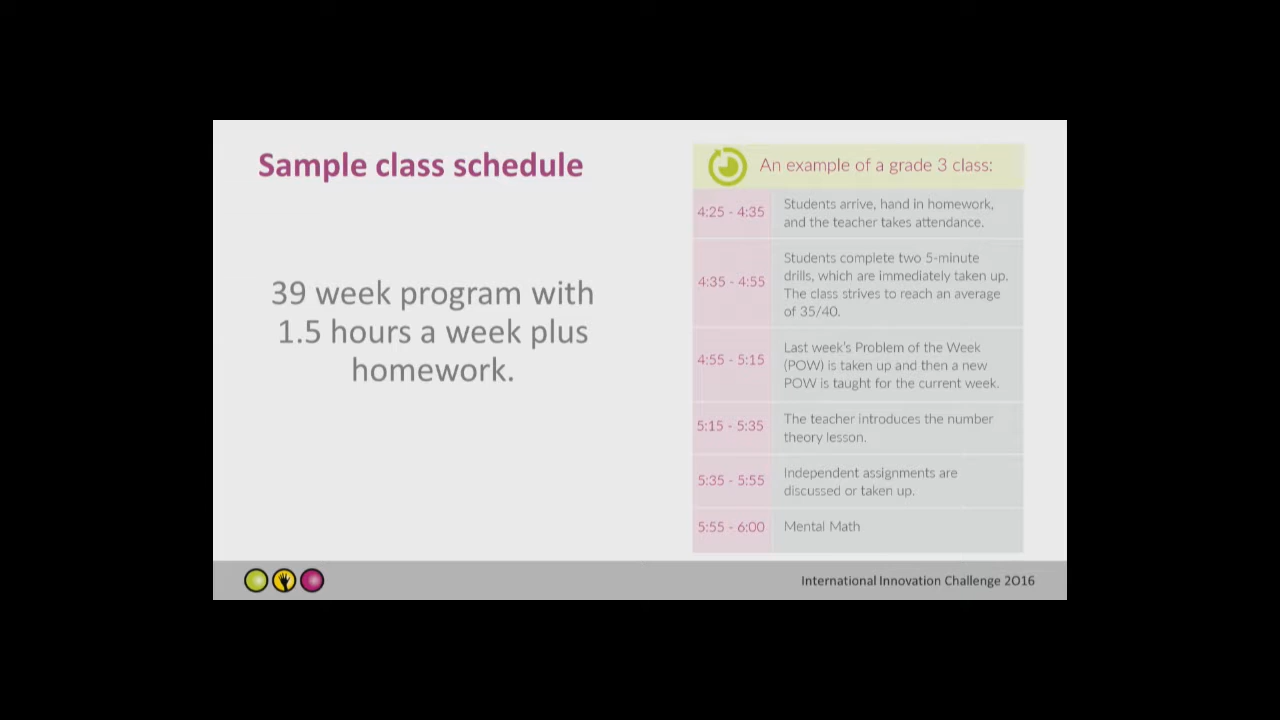 Sample class schedule
39 week program with
1.5 hours a week plus
homework.
An example of a grade 3 class:
4:25 - 4:35
Students arrive, hand in homework,
and the teacher takes attendance.
4:35 - 4:55
Students complete two 5-minute
drills, which are immediately taken up.
The class strives to reach an average
of 35/40.
4:55 - 5:15
Last week's Problem of the Week
(POW) is taken up and then a new
POW is taught for the current week.
5:15 - 5:35
The teacher introduces the number
theory lesson.
5:35 - 5:55
Independent assignments are
discussed or taken up.
5:55 - 6:00
Mental Math
International Innovation Challenge 2016